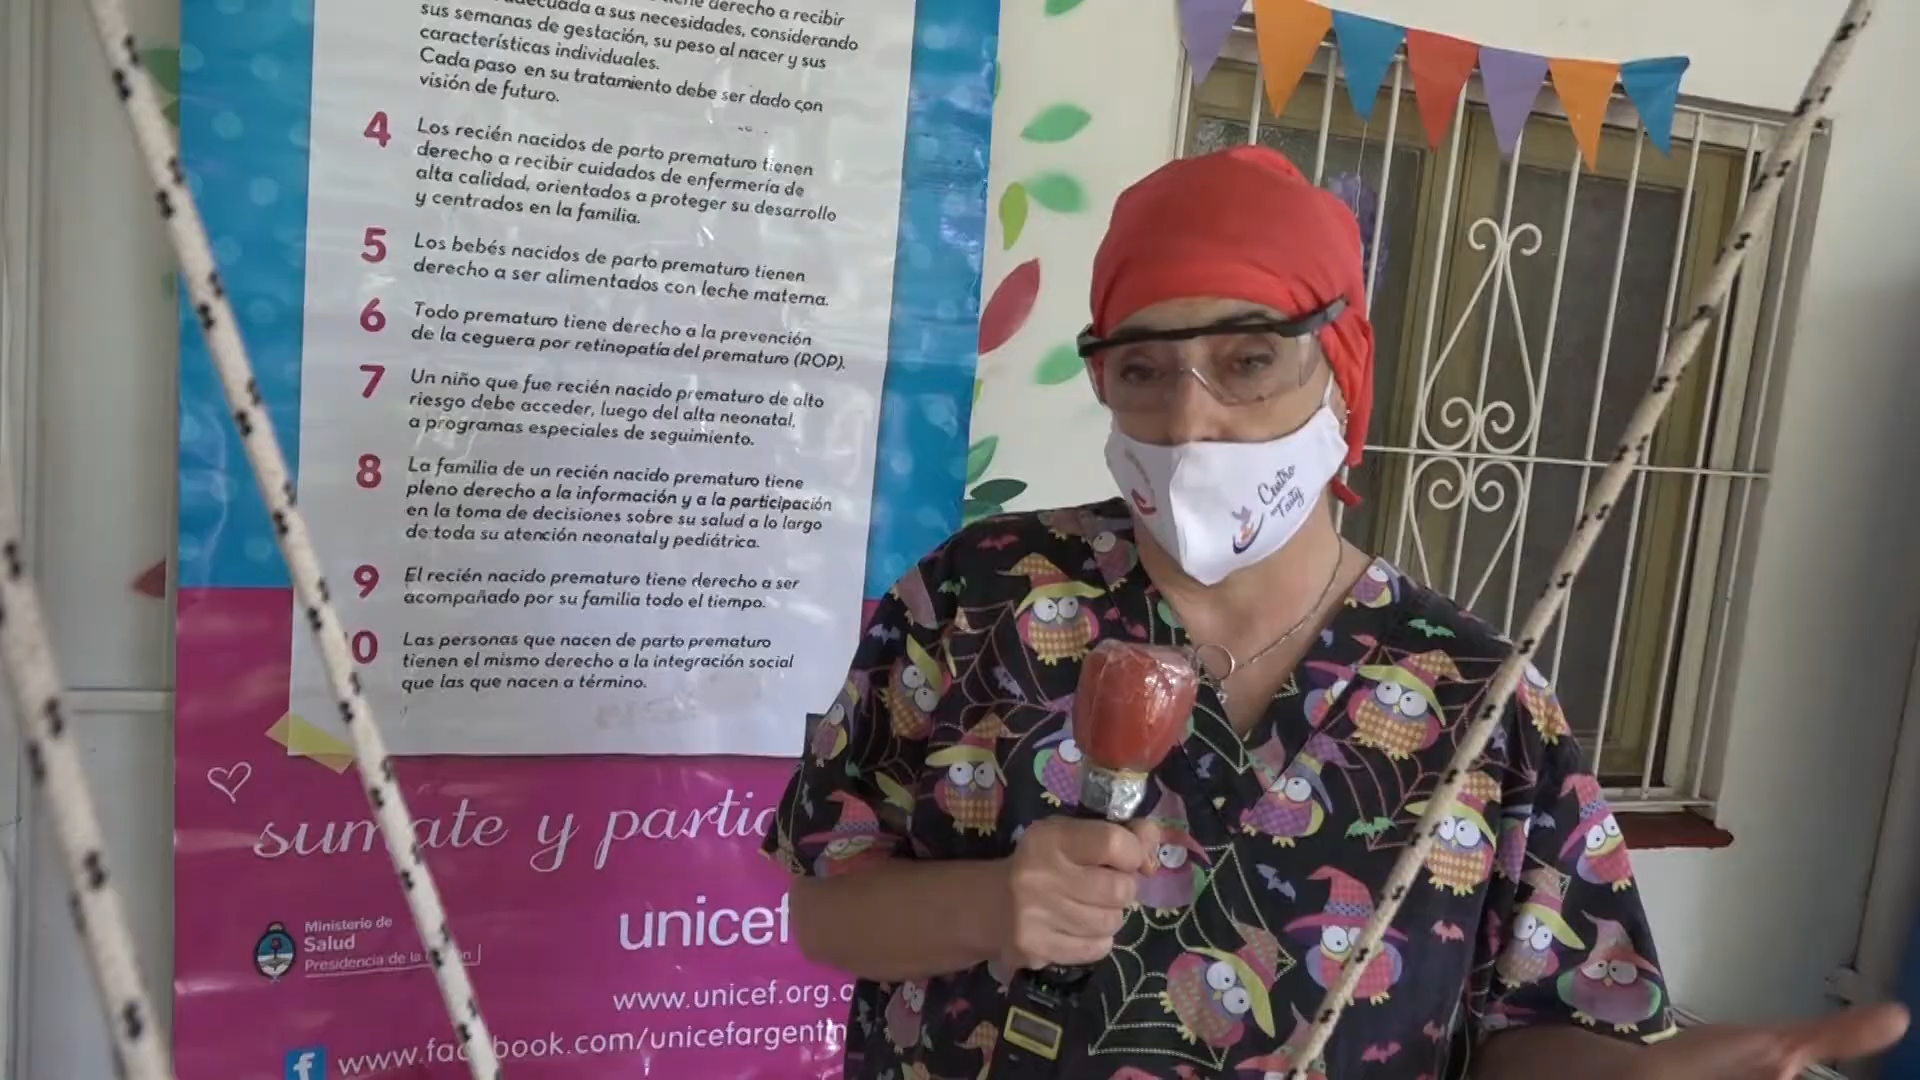 derecho a recibir
adecuada a sus necesidades, considerando
sus semanas de gestación, su peso al nacer y sus
características individuales.
Cada paso en su tratamiento debe ser dado con
visión de futuro.
4 Los recién nacidos de parto prematuro tienen
derecho a recibir cuidados de enfermería de
alta calidad, orientados a proteger su desarrollo
y centrados en la familia.
5 Los bebés nacidos de parto prematuro tienen
derecho a ser alimentados con leche materna.
6 Todo prematuro tiene derecho a la prevención
de la ceguera por retinopatía del prematuro (ROP).
7 Un niño que fue recién nacido prematuro de alto
riesgo debe acceder, luego del alta neonatal,
a programas especiales de seguimiento.
8 La familia de un recién nacido prematuro tiene
pleno derecho a la información y a la participación
en la toma de decisiones sobre su salud a lo largo
de toda su atención neonatal y pediátrica.
9 El recién nacido prematuro tiene derecho a ser
acompañado por su familia todo el tiempo.
0 Las personas que nacen de parto prematuro
tienen el mismo derecho a la integración social
que las que nacen a término.
sumate y partic
Ministerio de
Salud
Presidencia de la
unicef
www.unicef.org.a
f www.facebook.com/unicefargentin
Centro